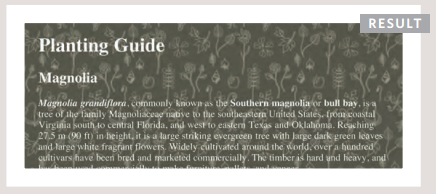 RESULT
Planting Guide
Magnolia
Magnolia grandiflora, commonly known as the Southern magnolia or bull bay, is a
tree of the family Magnoliaceae native to the southeastern United States, from coastal
Virginia south to central Florida, and west to eastern Texas and Oklahoma. Reaching
27.5 m (90 ft) in height, it is a large striking evergreen tree with large dark green leaves
and large white fragrant flowers. Widely cultivated around the world, over a hundred
cultivars have been bred and marketed commercially. The timber is hard and heavy, and